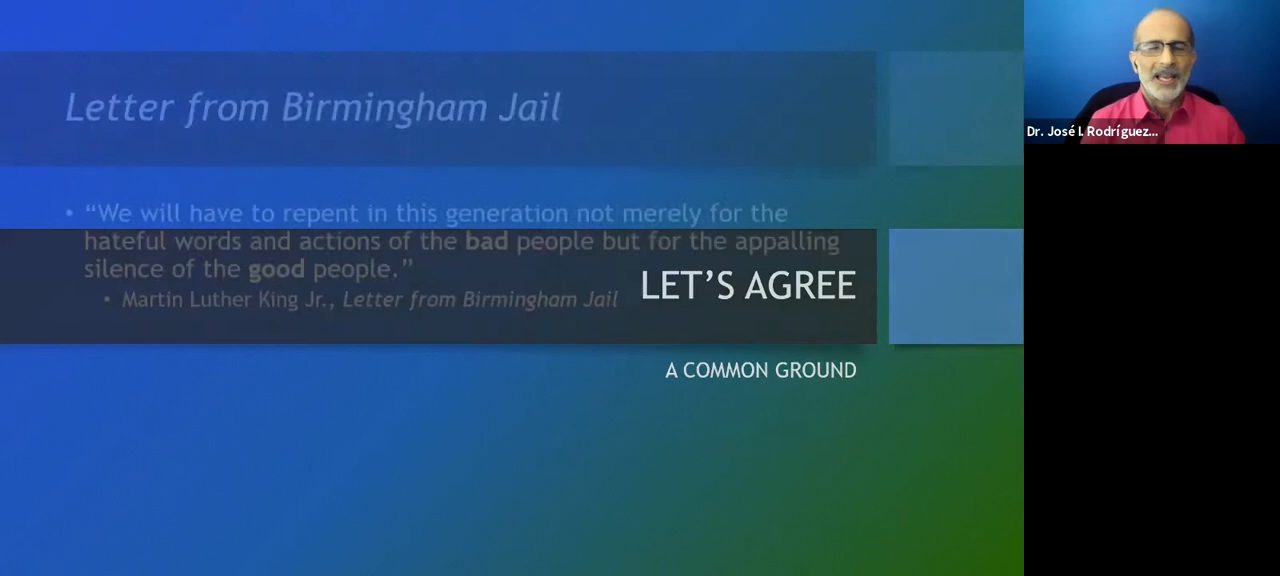 Letter from Birmingham Jail
• “We will have to repent in this generation not merely for the
hateful words and actions of the bad people but for the appalling
silence of the good people.”
• Martin Luther King Jr., Letter from Birmingham Jail
LET’S AGREE
A COMMON GROUND
Dr. José I. Rodríguez...